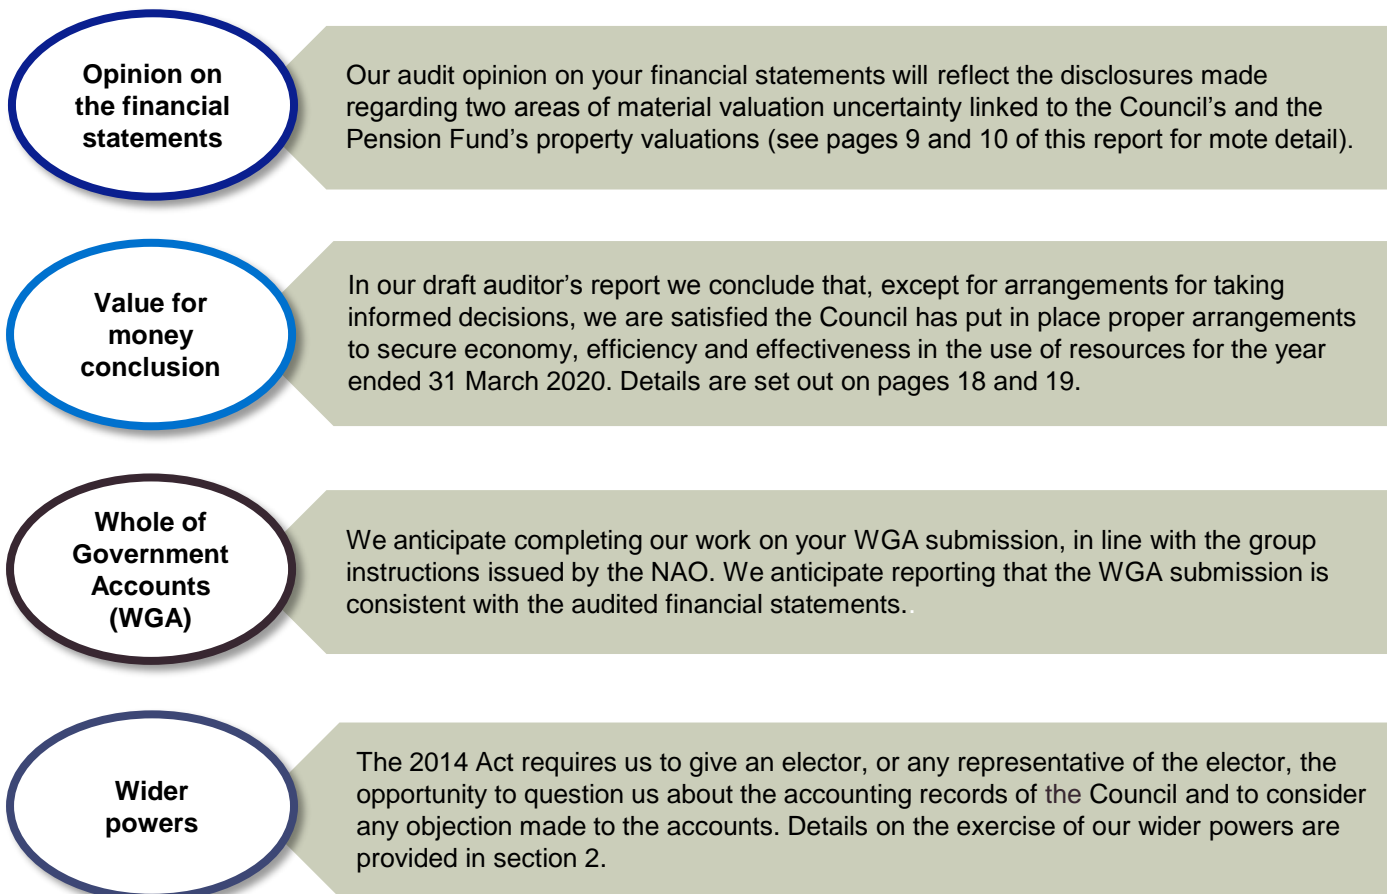 Opinion on
the financial
statements
Our audit opinion on your financial statements will reflect the disclosures made
regarding two areas of material valuation uncertainty linked to the Council's and the
Pension Fund's property valuations (see pages 9 and 10 of this report for mote detail).
Value for
money
conclusion
In our draft auditor's report we conclude that, except for arrangements for taking
informed decisions, we are satisfied the Council has put in place proper arrangements
to secure economy, efficiency and effectiveness in the use of resources for the year
ended 31 March 2020. Details are set out on pages 18 and 19.
Whole of
Government
Accounts
(WGA)
We anticipate completing our work on your WGA submission, in line with the group
instructions issued by the NAO. We anticipate reporting that the WGA submission is
consistent with the audited financial statements..
Wider
powers
The 2014 Act requires us to give an elector, or any representative of the elector, the
opportunity to question us about the accounting records of the Council and to consider
any objection made to the accounts. Details on the exercise of our wider powers are
provided in section 2.